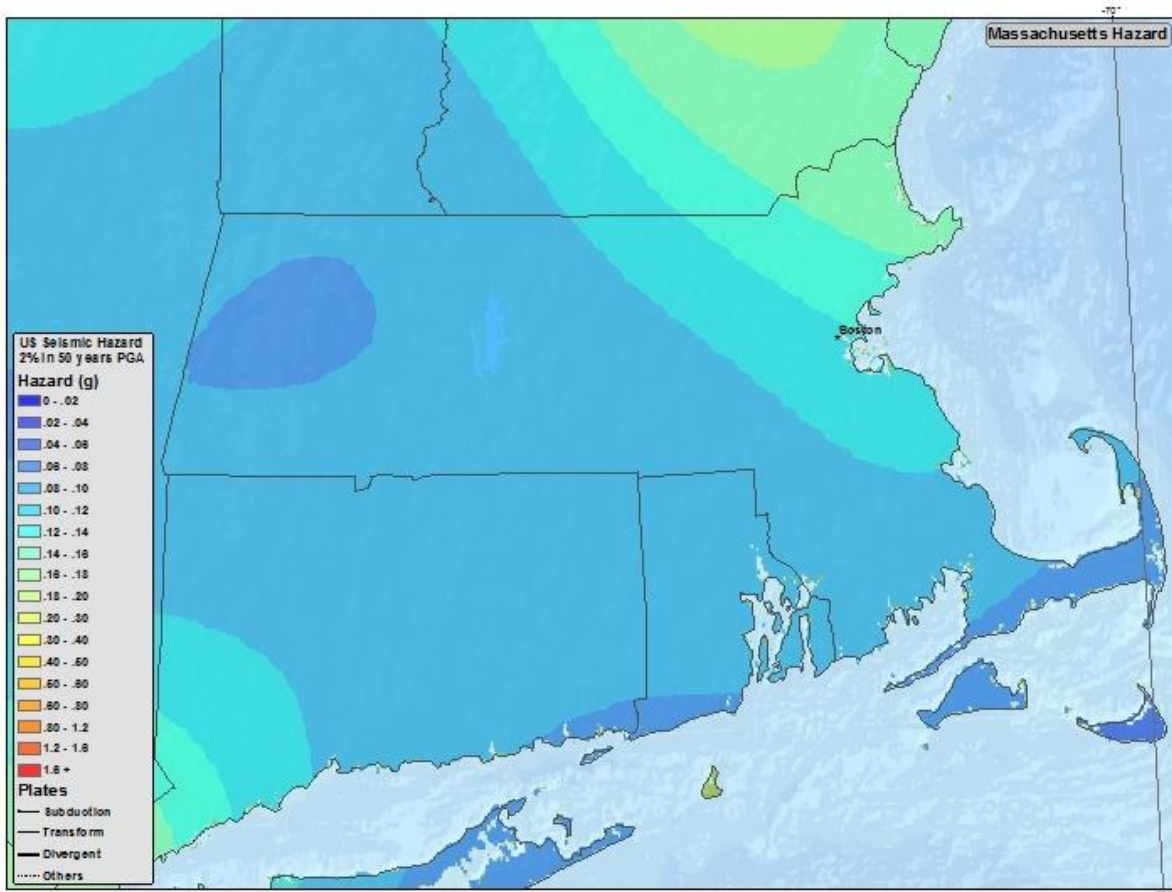 -70°
Massachusetts Hazard
Boston
US Seismic Hazard
2% in 50 years PGA
Hazard (g)
0 - .02
.02 - .04
.04 - .06
.06 - .08
.08 - .10
.10 - .12
.12 - .14
.14 - .16
.16 - .18
.18 - .20
.20 - .30
.30 - .40
.40 - .50
.50 - .60
.60 - .80
.80 - 1.2
1.2 - 1.6
1.6 +
Plates
Subduction
Transform
Divergent
Others